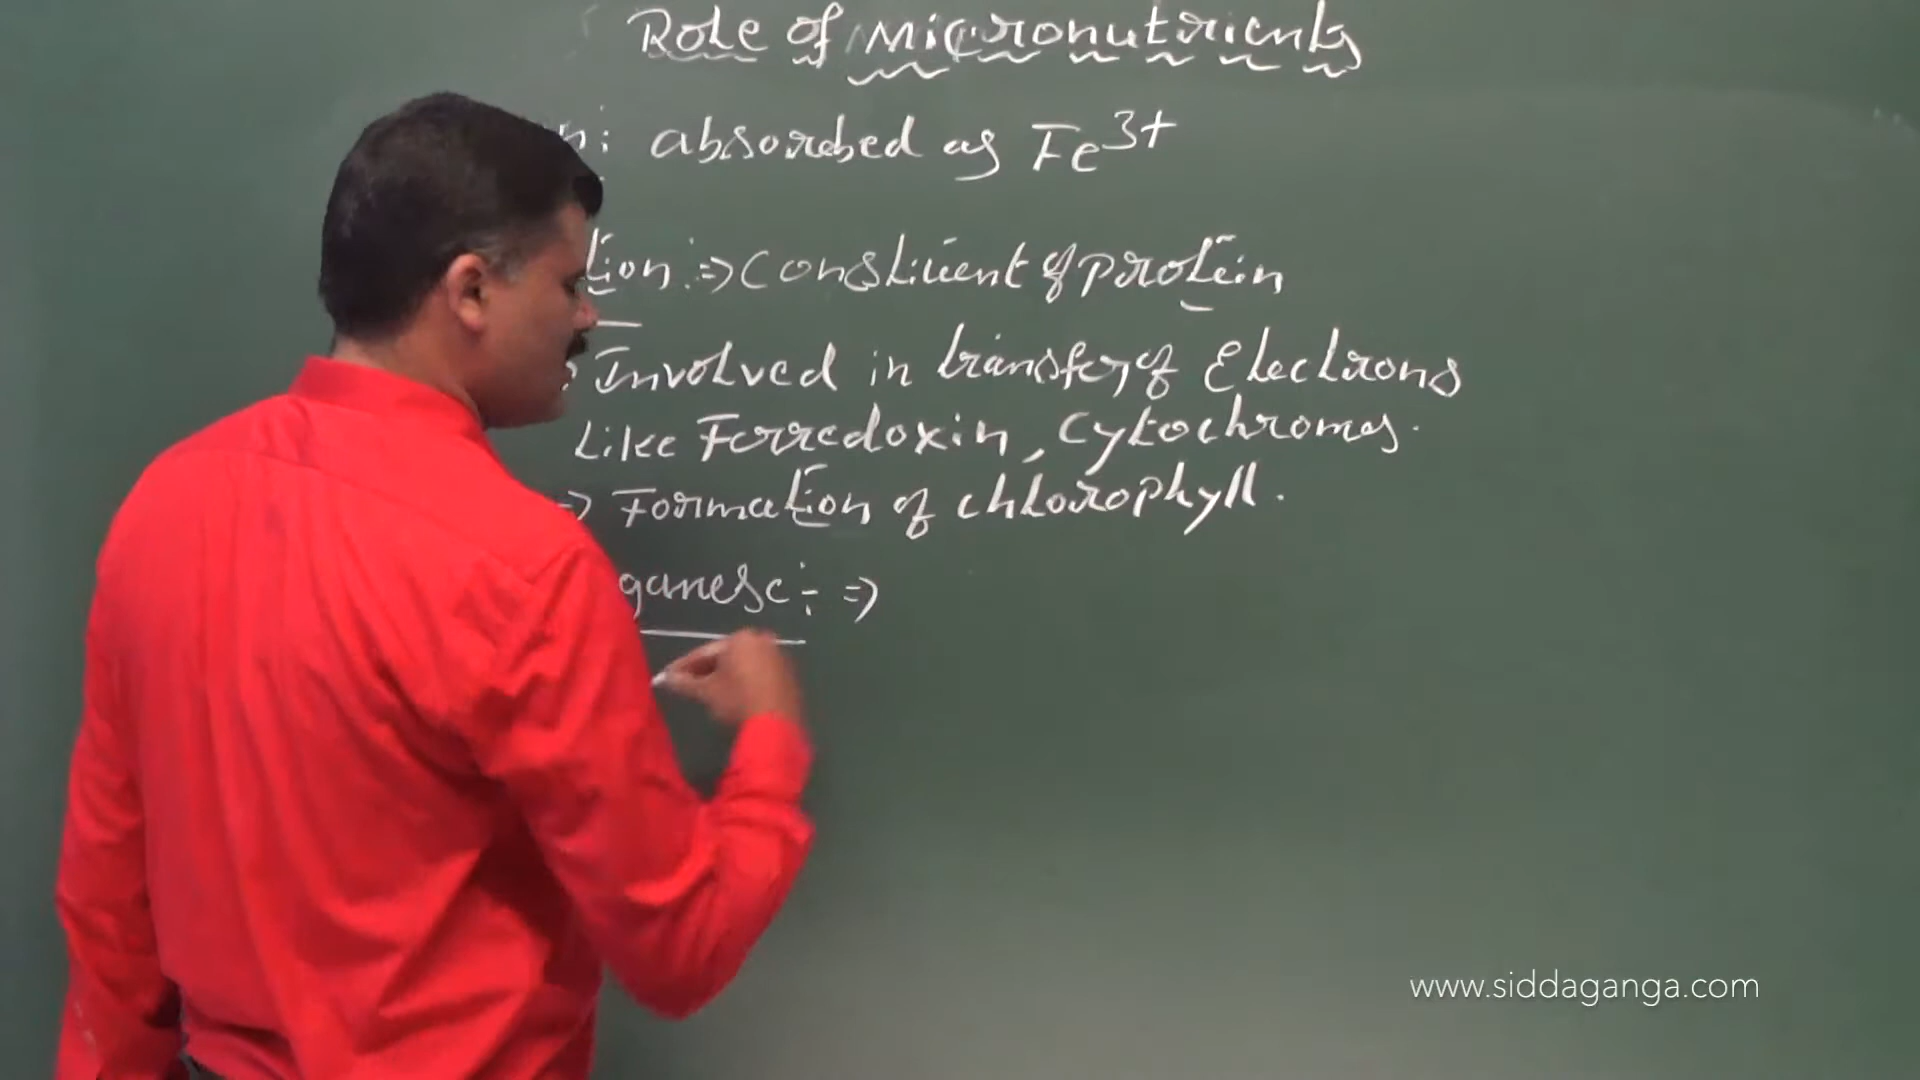 Role of Micronutrients
n: absorbed as Fe3+
tion :⇒ Constituent of protein
Involved in transfer of Electrons
Like Ferredoxin, Cytochromes.
⇒ Formation of chlorophyll.
ganese:- ⇒
www.siddaganga.com